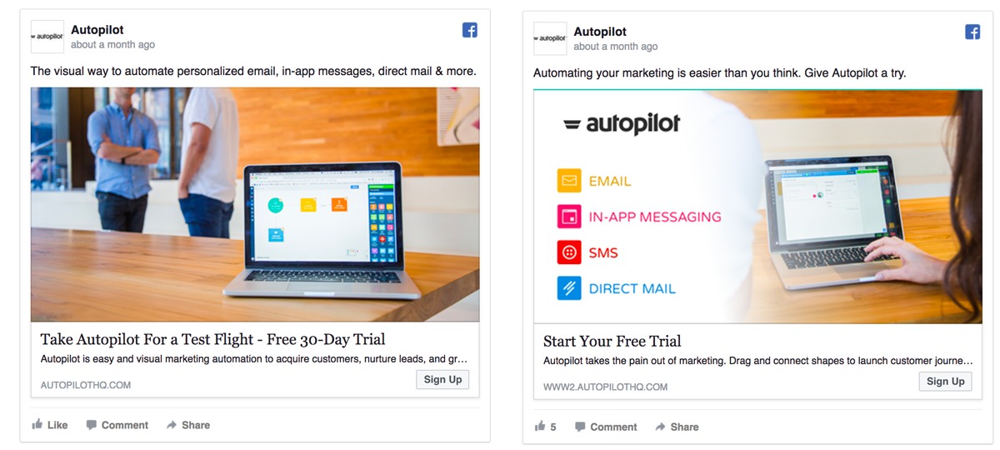 autopilot
Autopilot
about a month ago
The visual way to automate personalized email, in-app messages, direct mail & more.
Take Autopilot For a Test Flight - Free 30-Day Trial
Autopilot is easy and visual marketing automation to acquire customers, nurture leads, and gr...
AUTOPILOTHQ.COM
Sign Up
Like
Comment
Share
autopilot
Autopilot
about a month ago
Automating your marketing is easier than you think. Give Autopilot a try.
autopilot
EMAIL
IN-APP MESSAGING
SMS
DIRECT MAIL
Start Your Free Trial
Autopilot takes the pain out of marketing. Drag and connect shapes to launch customer journe...
WWW2.AUTOPILOTHQ.COM
Sign Up
5
Comment
Share